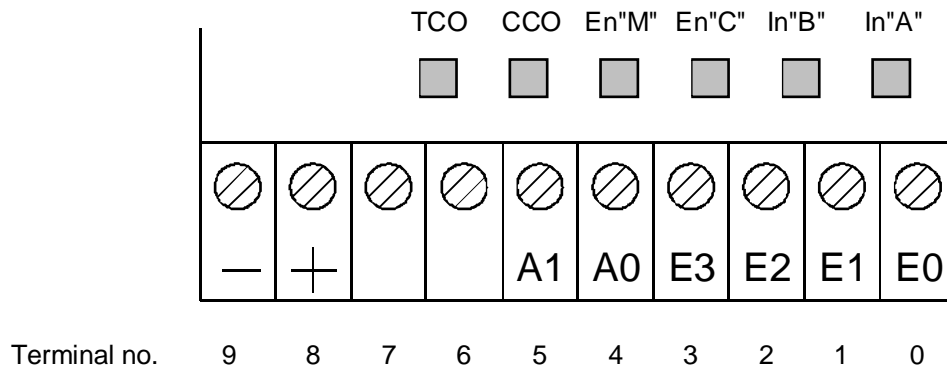 TCO CCO En"M" En"C" In"B" In"A"
− + A1 A0 E3 E2 E1 E0
Terminal no. 9 8 7 6 5 4 3 2 1 0